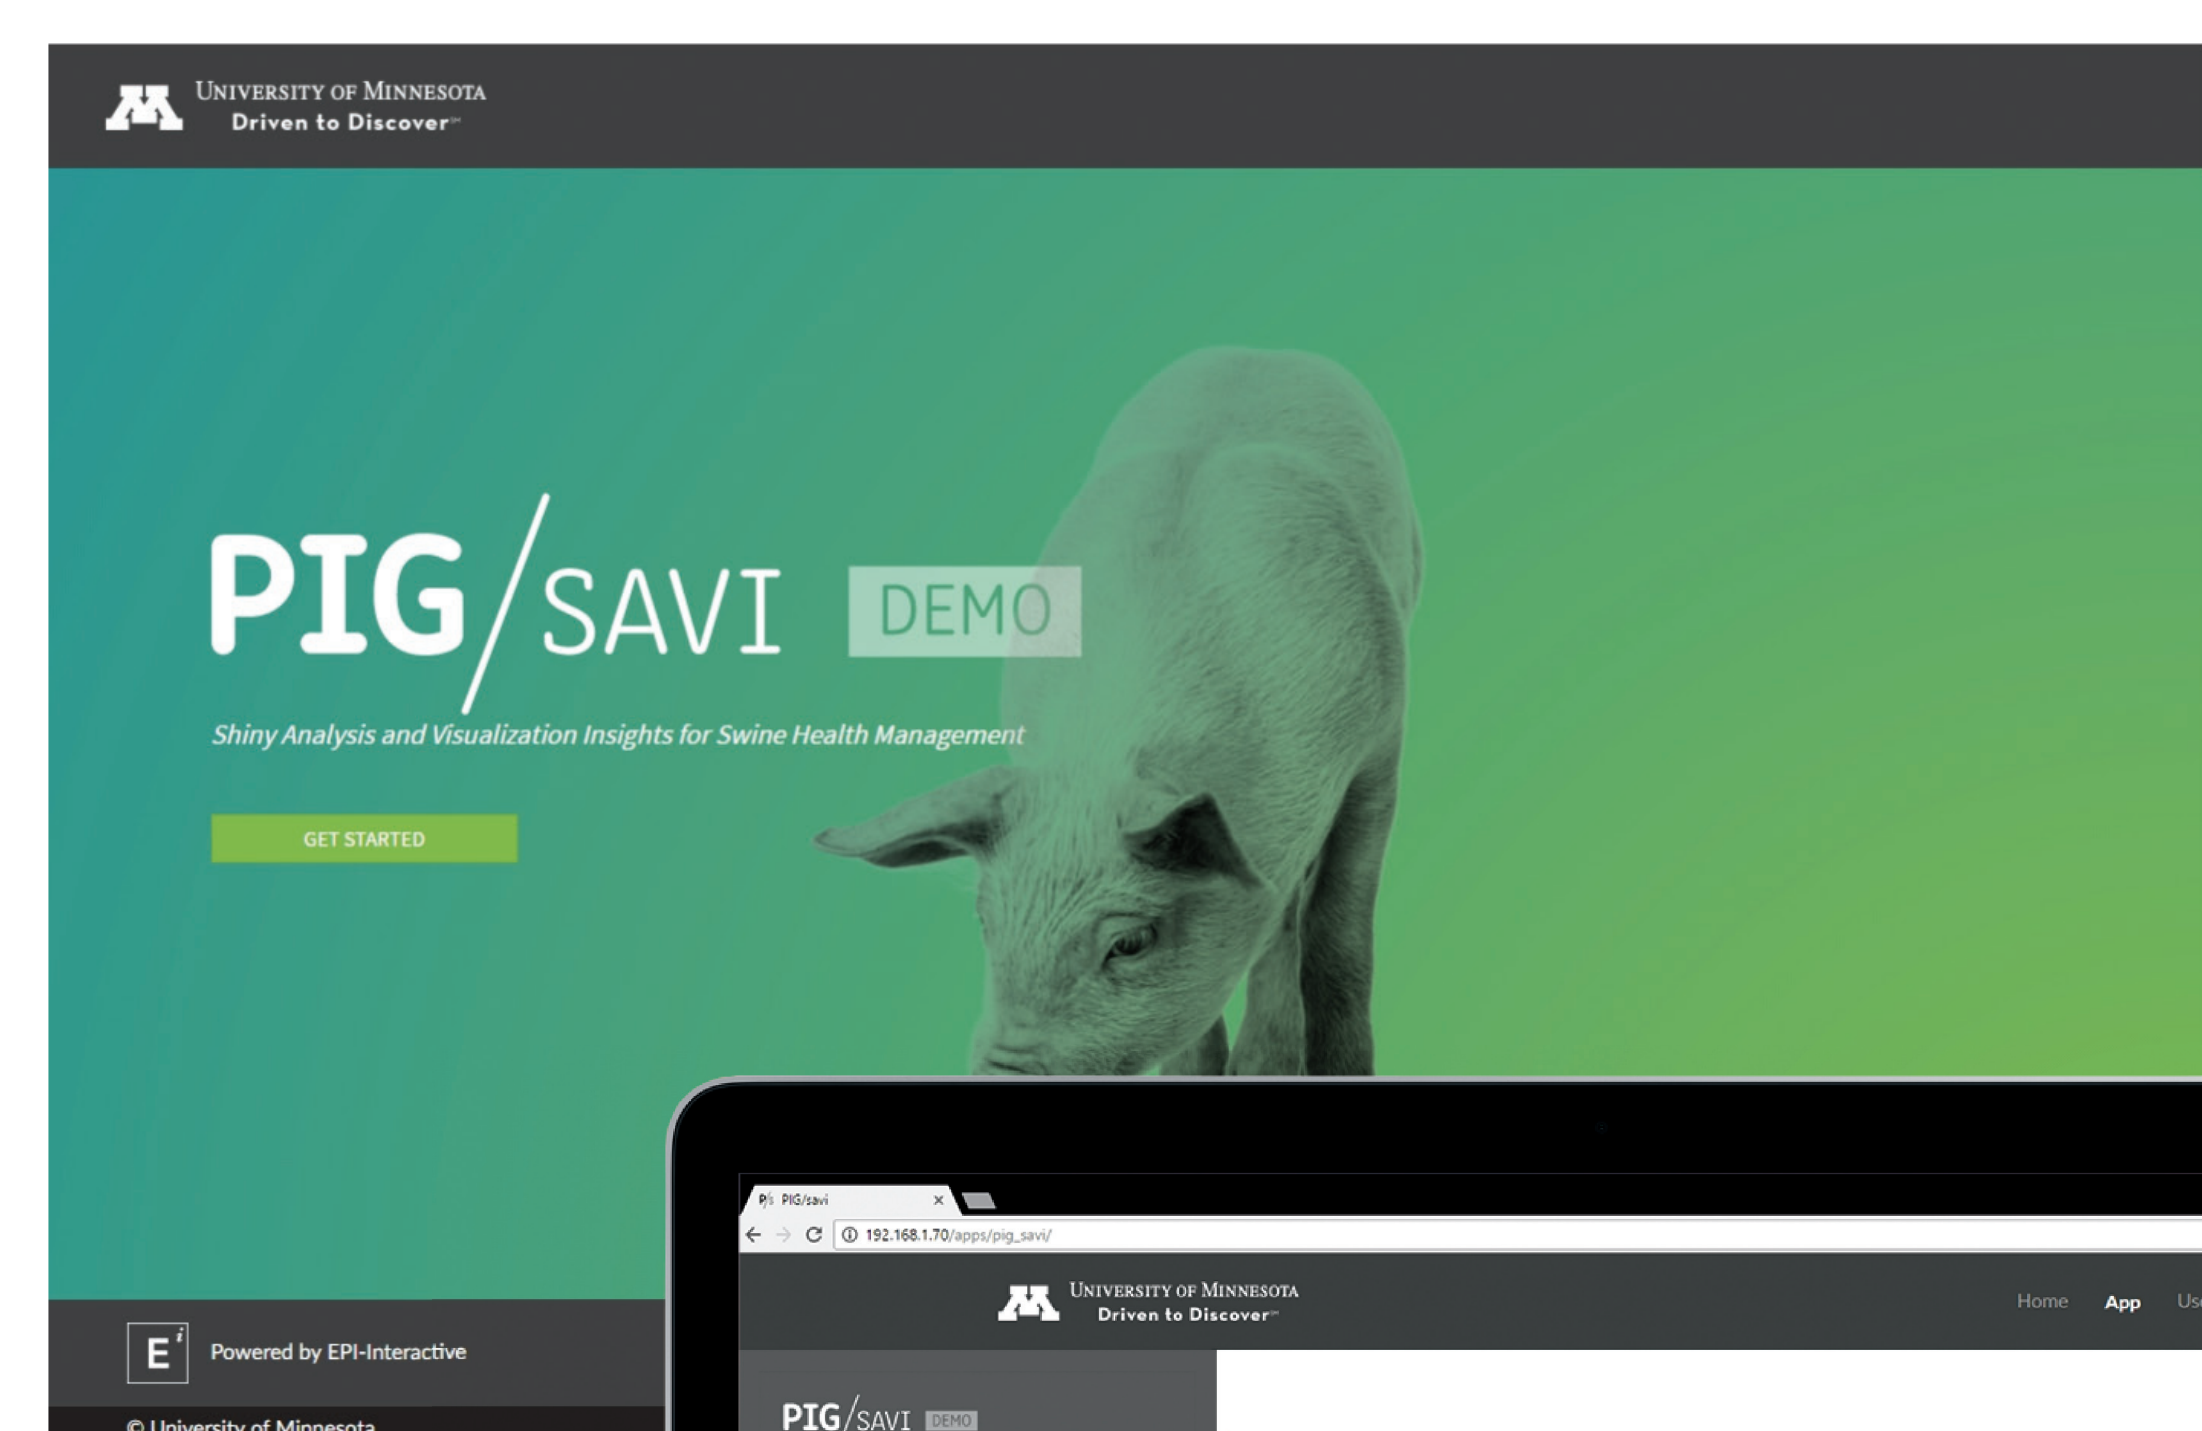 UNIVERSITY OF MINNESOTA
Driven to Discover
PIG/SAVI DEMO
Shiny Analysis and Visualization Insights for Swine Health Management
GET STARTED
Powered by EPI-Interactive
© University of Minnesota
PIG/savi
192.168.1.70/apps/pig_savi/
UNIVERSITY OF MINNESOTA
Driven to Discover
Home App
PIG/SAVI DEMO